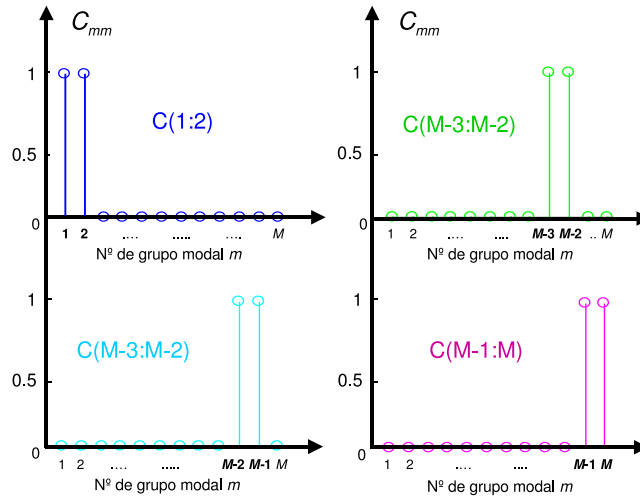 C_mm
1
0.5
0
C(1:2)
1 2 .... ..... .... M
Nº de grupo modal m
C_mm
1
0.5
0
C(M-3:M-2)
1 2 .... .... M-3 M-2 .. M
Nº de grupo modal m
1
0.5
0
C(M-3:M-2)
1 2 .... ..... M-2 M-1 M
Nº de grupo modal m
1
0.5
0
C(M-1:M)
1 2 .... .... M-1 M
Nº de grupo modal m